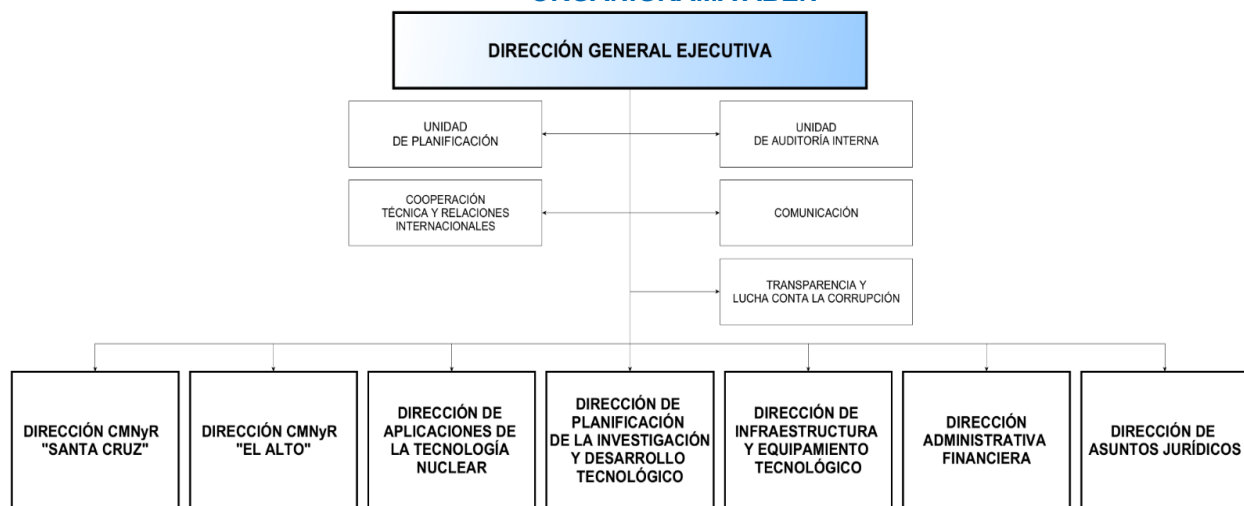 DIRECCIÓN GENERAL EJECUTIVA
UNIDAD
DE PLANIFICACIÓN
UNIDAD
DE AUDITORÍA INTERNA
COOPERACIÓN
TÉCNICA Y RELACIONES
INTERNACIONALES
COMUNICACIÓN
TRANSPARENCIA Y
LUCHA CONTA LA CORRUPCIÓN
DIRECCIÓN CMNyR
"SANTA CRUZ"
DIRECCIÓN CMNyR
"EL ALTO"
DIRECCIÓN DE
APLICACIONES DE
LA TECNOLOGÍA
NUCLEAR
DIRECCIÓN DE
PLANIFICACIÓN
DE LA INVESTIGACIÓN
Y DESARROLLO
TECNOLÓGICO
DIRECCIÓN DE
INFRAESTRUCTURA
Y EQUIPAMIENTO
TECNOLÓGICO
DIRECCIÓN
ADMINISTRATIVA
FINANCIERA
DIRECCIÓN DE
ASUNTOS JURÍDICOS